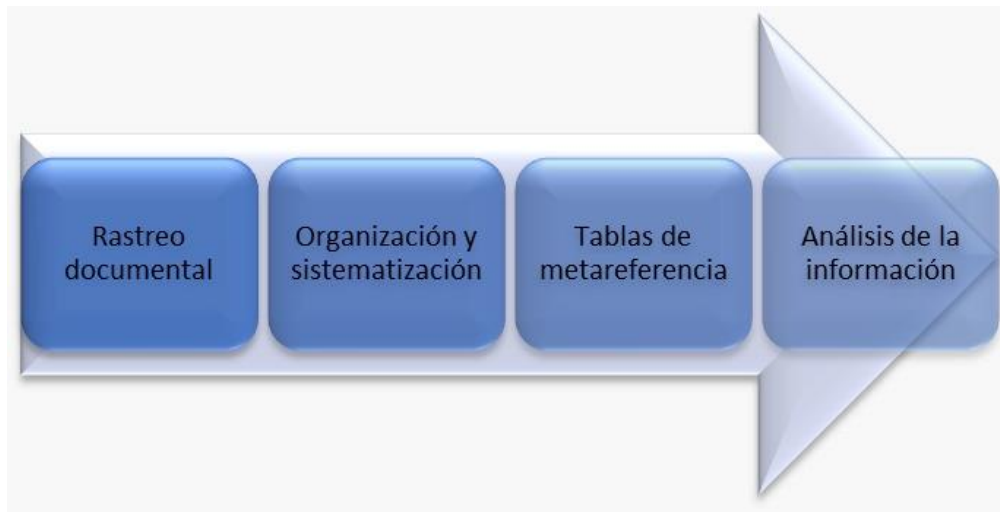 Rastreo
documental
Organización y
sistematización
Tablas de
metareferencia
Análisis de la
información